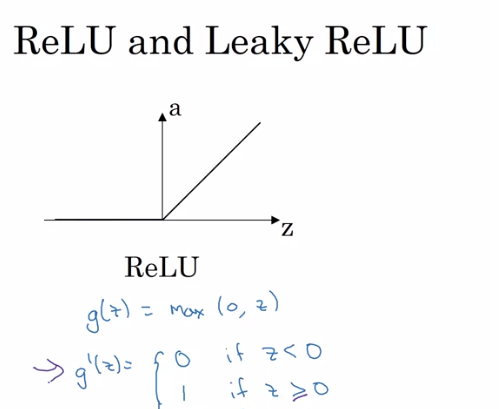 ReLU and Leaky ReLU
a
z
ReLU
g(z) = max (0, z)
g'(z) = { 0 if z < 0
1 if z ⩾ 0